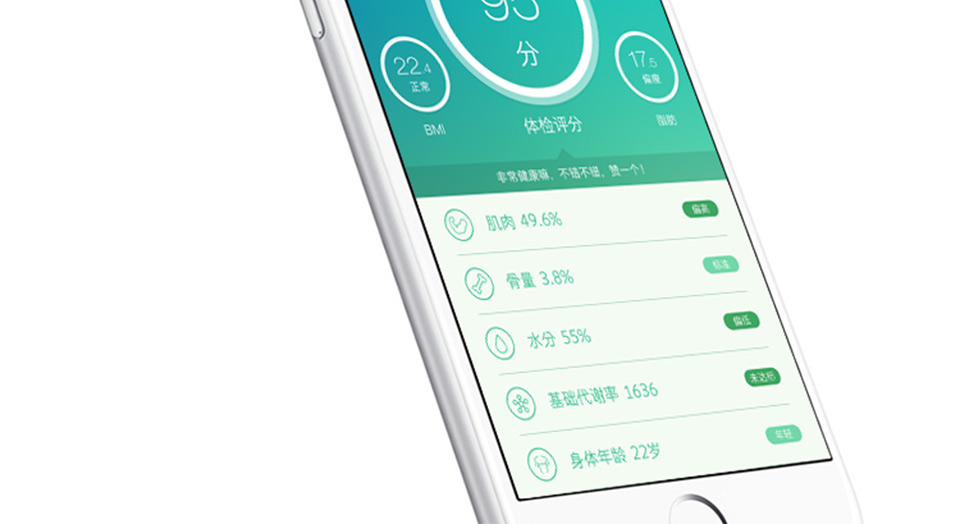 95
分
22.4
正常
BMI
17.5
偏瘦
脂肪
体检评分
非常健康嘛，不错不错，赞一个！
肌肉 49.6% 偏高
骨量 3.8% 标准
水分 55% 偏低
基础代谢率 1636 未达标
身体年龄 22岁 年轻